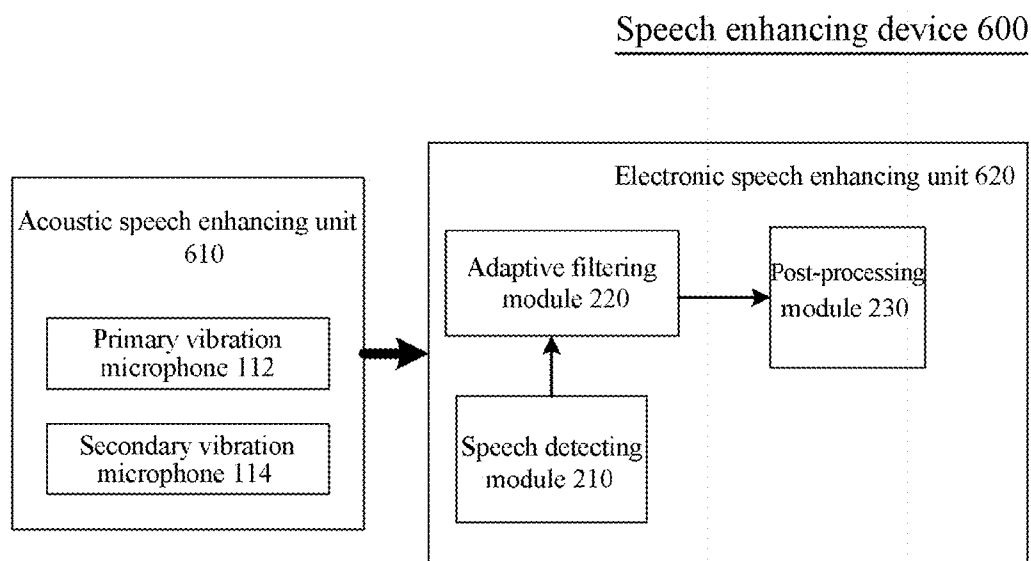 Speech enhancing device 600
Acoustic speech enhancing unit
610
Primary vibration
microphone 112
Secondary vibration
microphone 114
Electronic speech enhancing unit 620
Adaptive filtering
module 220
Post-processing
module 230
Speech detecting
module 210